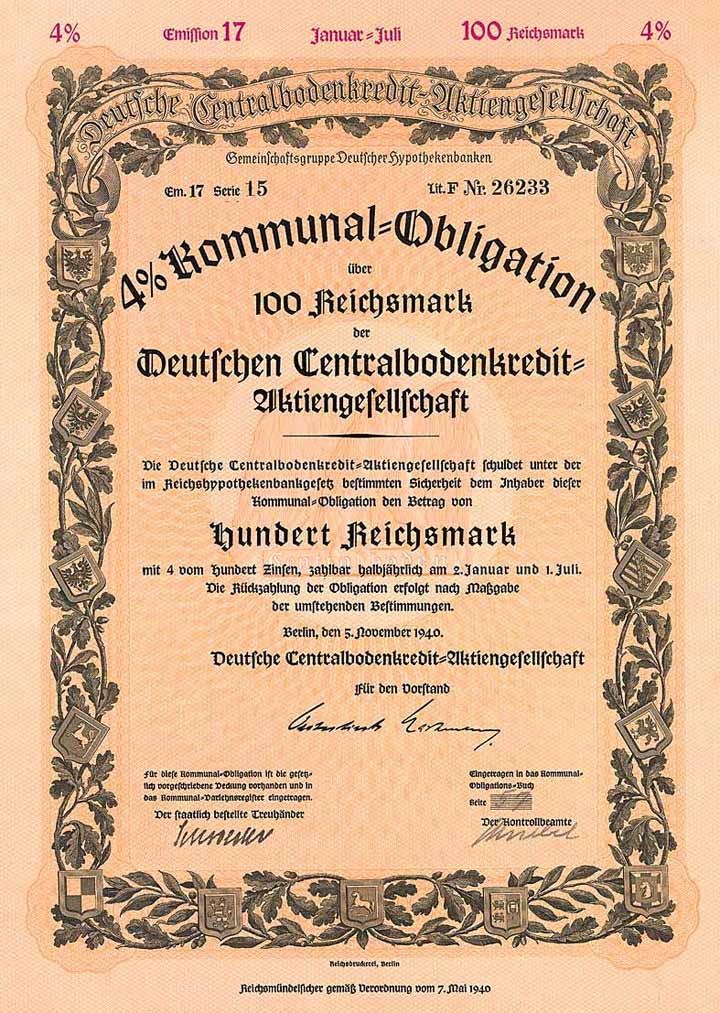 4% Emission 17 Januar-Juli 100 Reichsmark 4%
Deutsche Centralbodenkredit-Aktiengesellschaft
Gemeinschaftsgruppe Deutscher Hypothekenbanken
Em. 17 Serie 15 Lit. F Nr. 26233
4% Kommunal-Obligation
über
100 Reichsmark
der
Deutschen Centralbodenkredit-
Aktiengesellschaft
Die Deutsche Centralbodenkredit-Aktiengesellschaft schuldet unter der
im Reichshypothekenbankgesetz bestimmten Sicherheit dem Inhaber dieser
Kommunal-Obligation den Betrag von
Hundert Reichsmark
mit 4 vom Hundert Zinsen, zahlbar halbjährlich am 2. Januar und 1. Juli.
Die Rückzahlung der Obligation erfolgt nach Maßgabe
der umstehenden Bestimmungen.
Berlin, den 5. November 1940.
Deutsche Centralbodenkredit-Aktiengesellschaft
Für den Vorstand
Für diese Kommunal-Obligation ist die gesetz-
lich vorgeschriebene Deckung vorhanden und in
das Kommunal-Darlehnsregister eingetragen.
Der staatlich bestellte Treuhänder
Eingetragen in das Kommunal-
Obligations-Buch
Seite
Der Kontrollbeamte
Reichsdruckerei, Berlin
Reichsmündelsicher gemäß Verordnung vom 7. Mai 1940